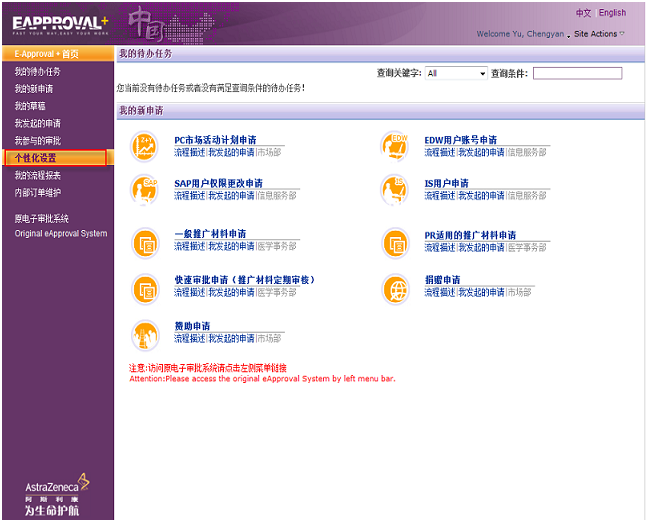 EAPPROVAL+
FAST YOUR WAY, EASY YOUR WORK
中国
中文 | English
Welcome Yu, Chengyan Site Actions
E-Approval + 首页
我的待办任务
我的新申请
我的草稿
我发起的申请
我参与的审批
个性化设置
我的流程报表
内部订单维护
原电子审批系统
Original eApproval System
AstraZeneca
阿斯利康
为生命护航
我的待办任务
查询关键字: All 查询条件:
您当前没有待办任务或者没有满足查询条件的待办任务!
我的新申请
PC市场活动计划申请
流程描述|我发起的申请|市场部
EDW
EDW用户账号申请
流程描述|我发起的申请|信息服务部
SAP
SAP用户权限更改申请
流程描述|我发起的申请|信息服务部
IS
IS用户申请
流程描述|我发起的申请|信息服务部
一般推广材料申请
流程描述|我发起的申请|医学事务部
PR适用的推广材料申请
流程描述|我发起的申请|医学事务部
快速审批申请（推广材料定期审核）
流程描述|我发起的申请|医学事务部
捐赠申请
流程描述|我发起的申请|市场部
赞助申请
流程描述|我发起的申请|市场部
注意:访问原电子审批系统请点击左侧菜单链接
Attention:Please access the original eApproval System by left menu bar.